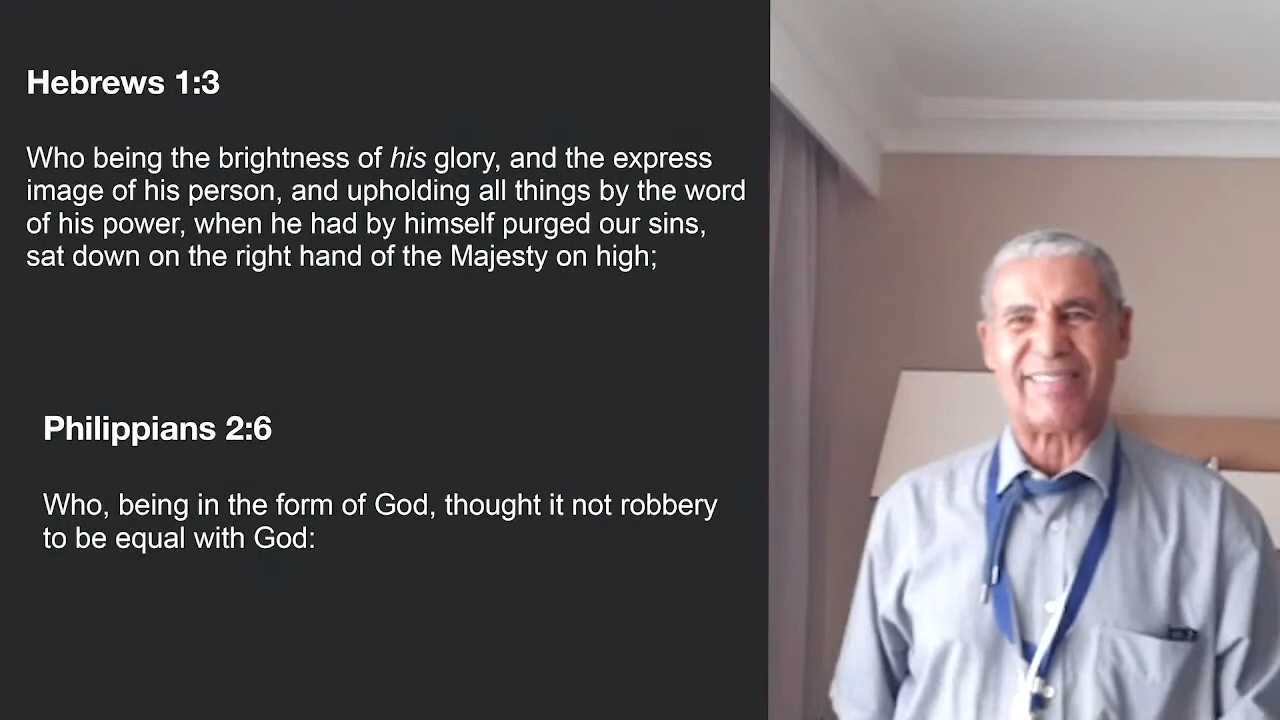 Hebrews 1:3
Who being the brightness of his glory, and the express
image of his person, and upholding all things by the word
of his power, when he had by himself purged our sins,
sat down on the right hand of the Majesty on high;
Philippians 2:6
Who, being in the form of God, thought it not robbery
to be equal with God: